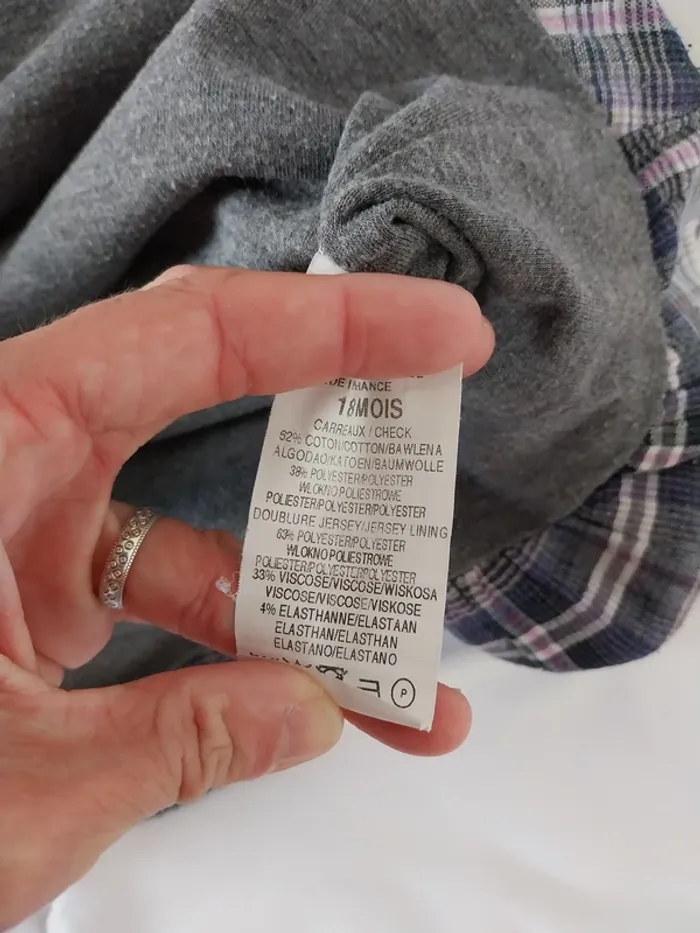 18MOIS
CARREAUX / CHECK
62% COTON/COTTON/BAWLENA
ALGODAO/KATOEN/BAUMWOLLE
38% POLYESTER/POLYESTER
WLOKNO POLIESTROWE
POLIESTER/POLYESTER/POLYESTER
DOUBLURE JERSEY/JERSEY LINING
63% POLYESTER/POLYESTER
WLOKNO POLIESTROWE
POLIESTER/POLYESTER/POLYESTER
33% VISCOSE/VISCOSE/WISKOSA
VISCOSE/VISCOSE/VISKOSE
4% ELASTHANNE/ELASTAAN
ELASTHAN/ELASTHAN
ELASTANO/ELASTANO
P